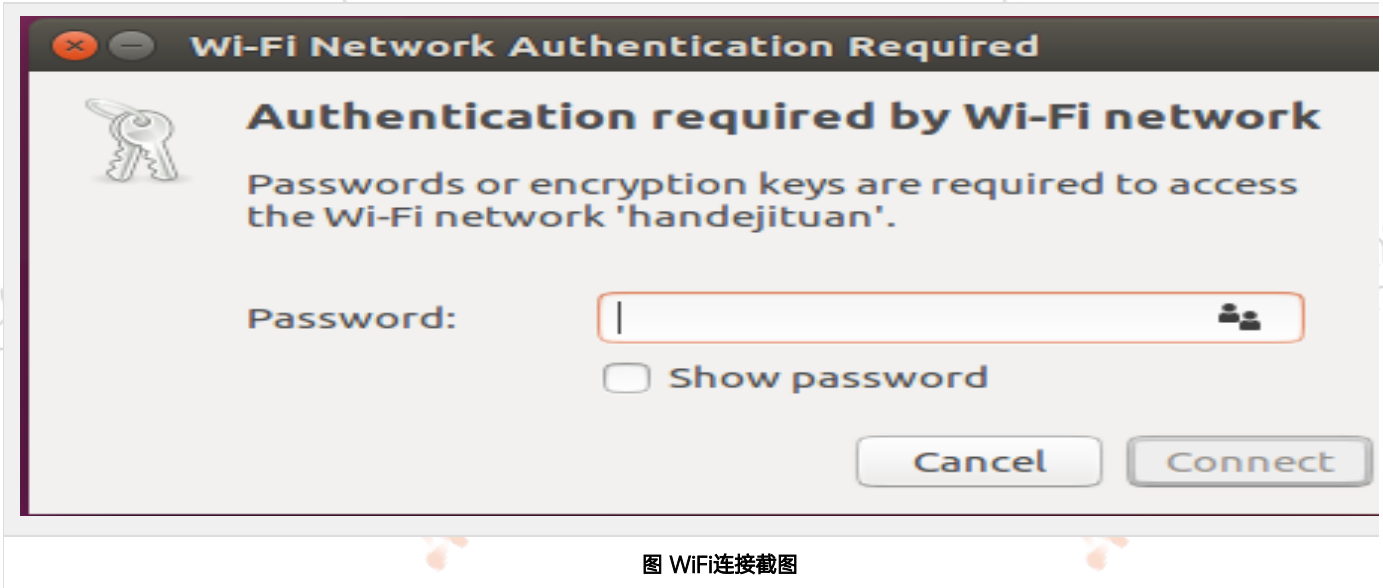 Wi-Fi Network Authentication Required
Authentication required by Wi-Fi network
Passwords or encryption keys are required to access
the Wi-Fi network 'handejituan'.
Password:
Show password
Cancel
Connect
图 WiFi连接截图